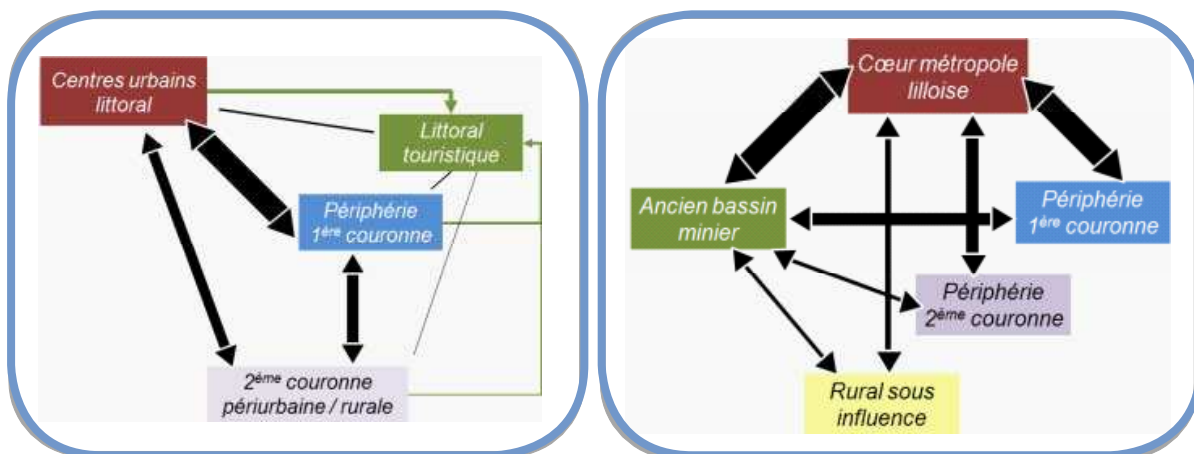 Centres urbains
littoral
Littoral
touristique
Périphérie
1ère couronne
2ème couronne
périurbaine / rurale
Cœur métropole
lilloise
Ancien bassin
minier
Périphérie
1ère couronne
Périphérie
2ème couronne
Rural sous
influence